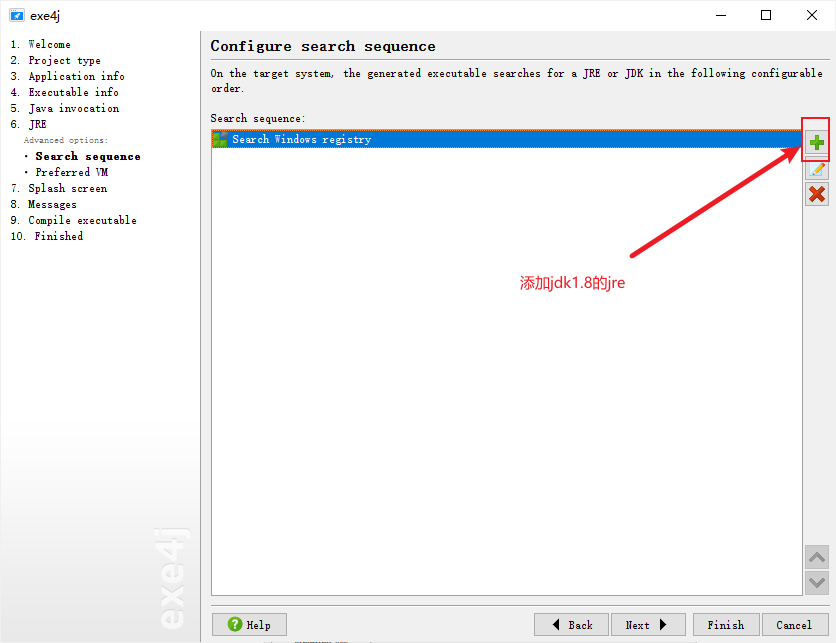 exe4j
1. Welcome
2. Project type
3. Application info
4. Executable info
5. Java invocation
6. JRE
Advanced options:
· Search sequence
· Preferred VM
7. Splash screen
8. Messages
9. Compile executable
10. Finished
exe4j
Configure search sequence
On the target system, the generated executable searches for a JRE or JDK in the following configurable
order.
Search sequence:
Search Windows registry
添加jdk1.8的jre
Help
Back
Next
Finish
Cancel